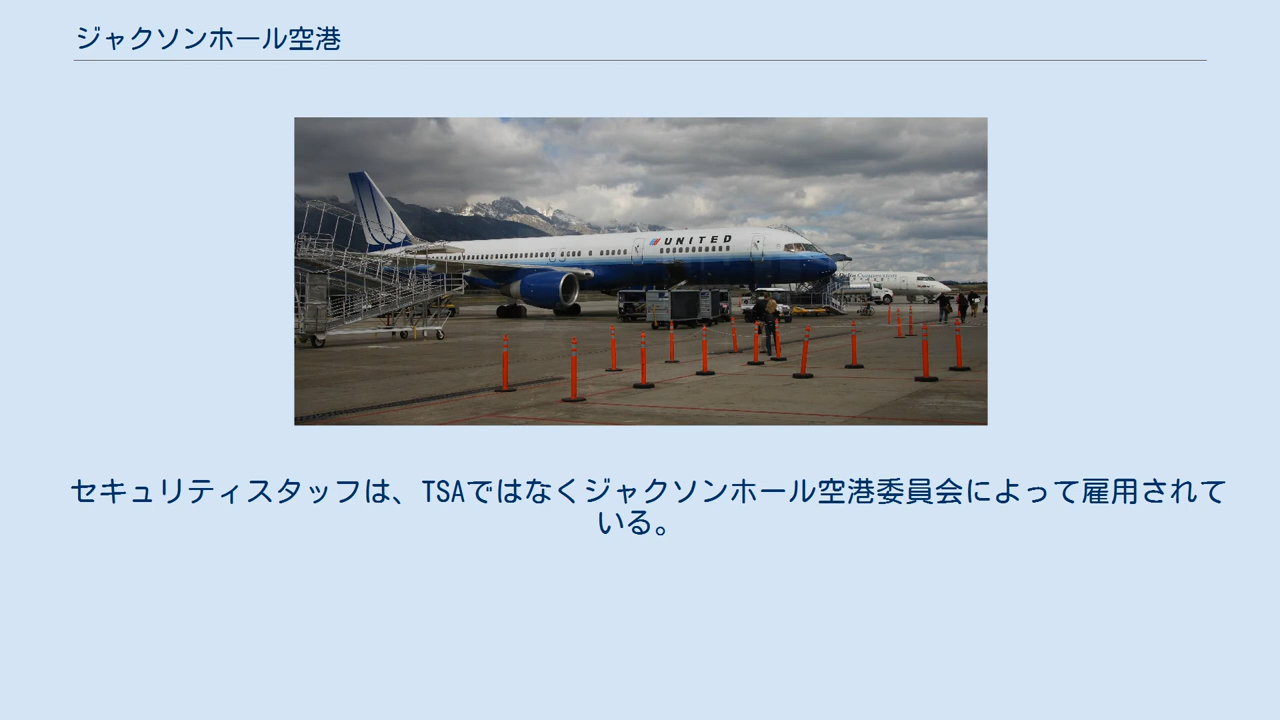 ジャクソンホール空港
UNITED
セキュリティスタッフは、TSAではなくジャクソンホール空港委員会によって雇用されて
いる。